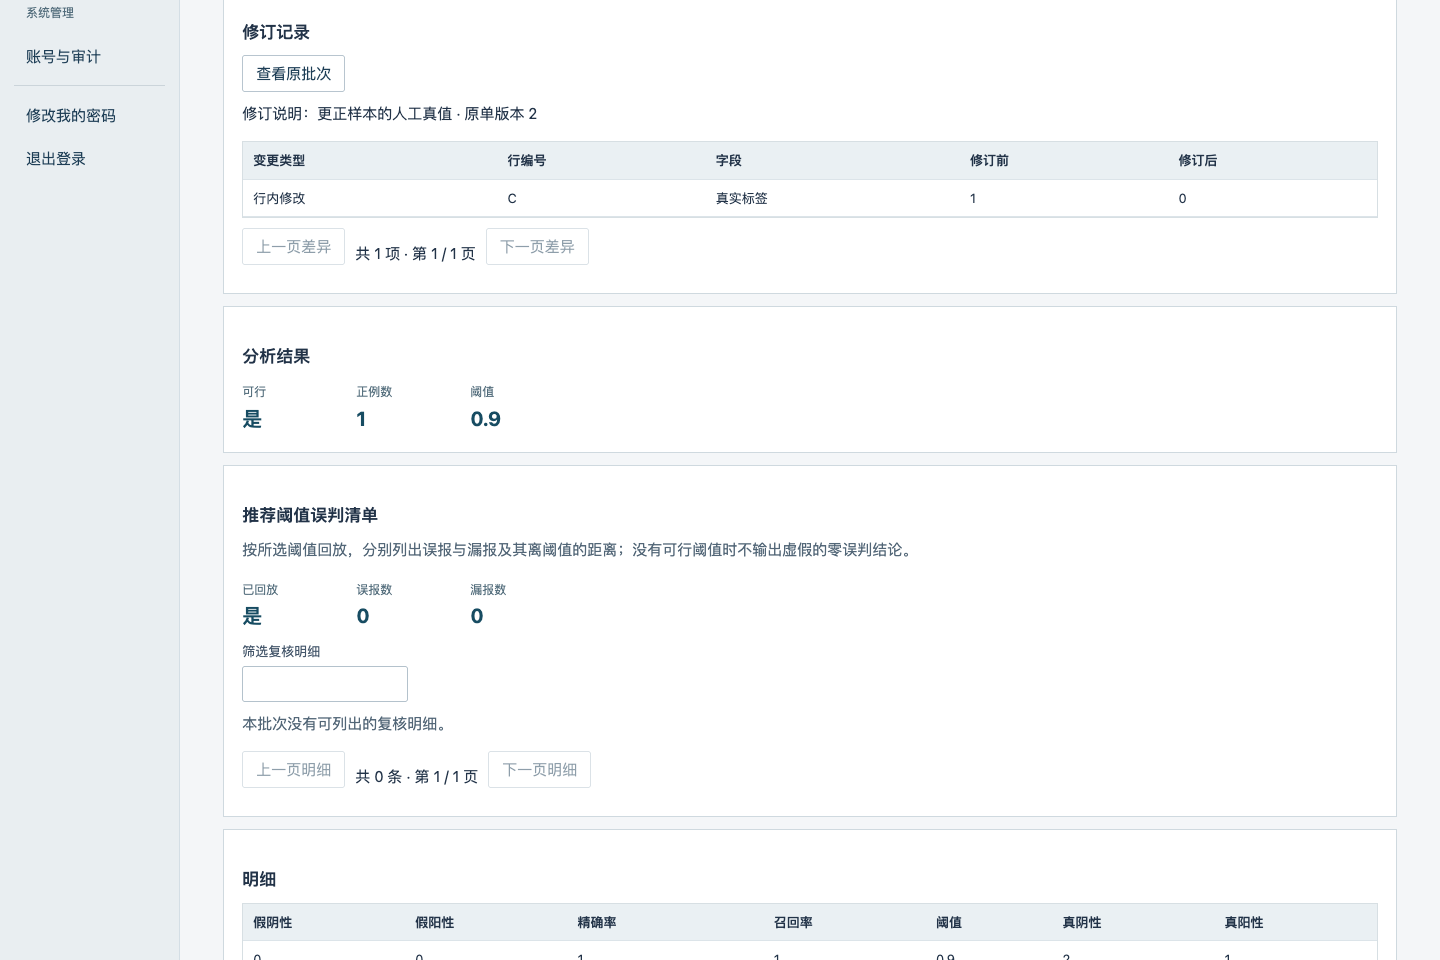 系统管理
账号与审计
修改我的密码
退出登录
修订记录
查看原批次
修订说明：更正样本的人工真值 · 原单版本 2
变更类型 行编号 字段 修订前 修订后
行内修改 C 真实标签 1 0
上一页差异 共 1 项 · 第 1 / 1 页 下一页差异
分析结果
可行 正例数 阈值
是 1 0.9
推荐阈值误判清单
按所选阈值回放，分别列出误报与漏报及其离阈值的距离；没有可行阈值时不输出虚假的零误判结论。
已回放 误报数 漏报数
是 0 0
筛选复核明细
本批次没有可列出的复核明细。
上一页明细 共 0 条 · 第 1 / 1 页 下一页明细
明细
假阴性 假阳性 精确率 召回率 阈值 真阴性 真阳性
0 0 1 1 0.9 2 1